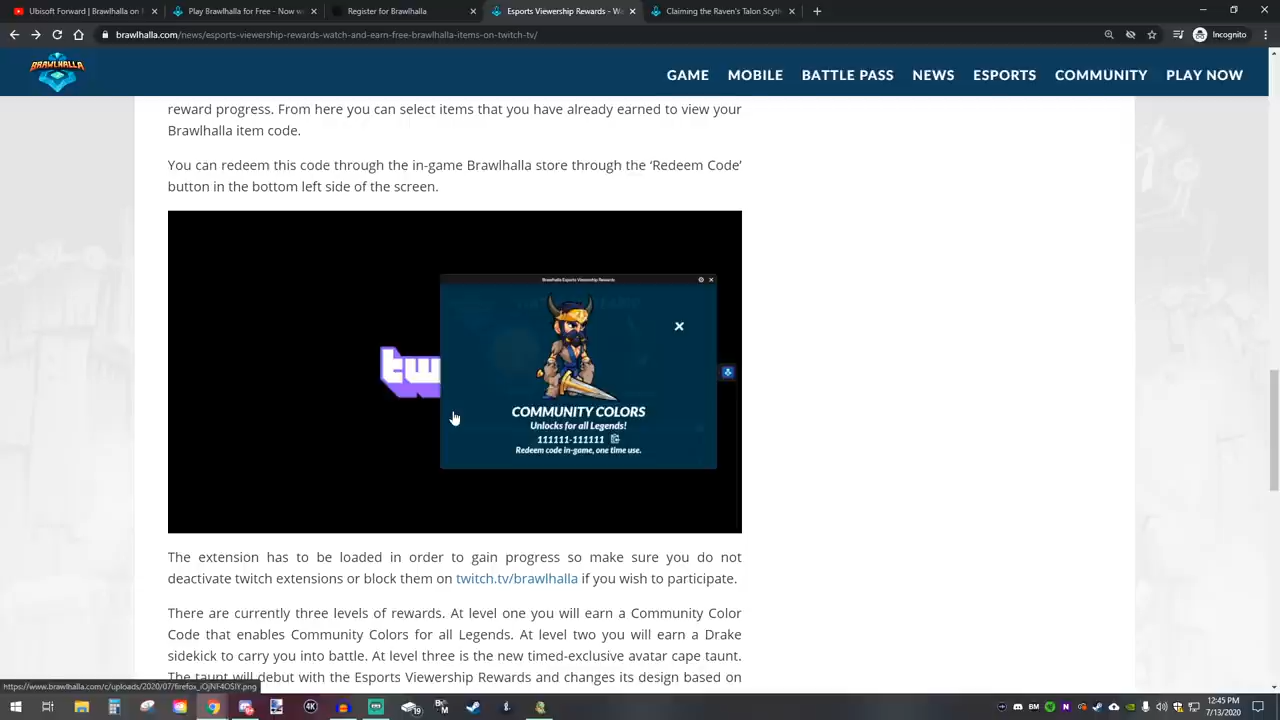 Ubisoft Forward | Brawlhalla on
Play Brawlhalla for Free - Now w
Register for Brawlhalla
Esports Viewership Rewards - Wa
Claiming the Raven's Talon Scyth
brawlhalla.com/news/esports-viewership-rewards-watch-and-earn-free-brawlhalla-items-on-twitch-tv/
Incognito
BRAWLHALLA
GAME MOBILE BATTLE PASS NEWS ESPORTS COMMUNITY PLAY NOW
reward progress. From here you can select items that you have already earned to view your
Brawlhalla item code.
You can redeem this code through the in-game Brawlhalla store through the ‘Redeem Code’
button in the bottom left side of the screen.
Brawlhalla Esports Viewership Rewards
tw
COMMUNITY COLORS
Unlocks for all Legends!
111111-111111
Redeem code in-game, one time use.
The extension has to be loaded in order to gain progress so make sure you do not
deactivate twitch extensions or block them on twitch.tv/brawlhalla if you wish to participate.
There are currently three levels of rewards. At level one you will earn a Community Color
Code that enables Community Colors for all Legends. At level two you will earn a Drake
sidekick to carry you into battle. At level three is the new timed-exclusive avatar cape taunt.
The taunt will debut with the Esports Viewership Rewards and changes its design based on
12:45 PM
7/13/2020